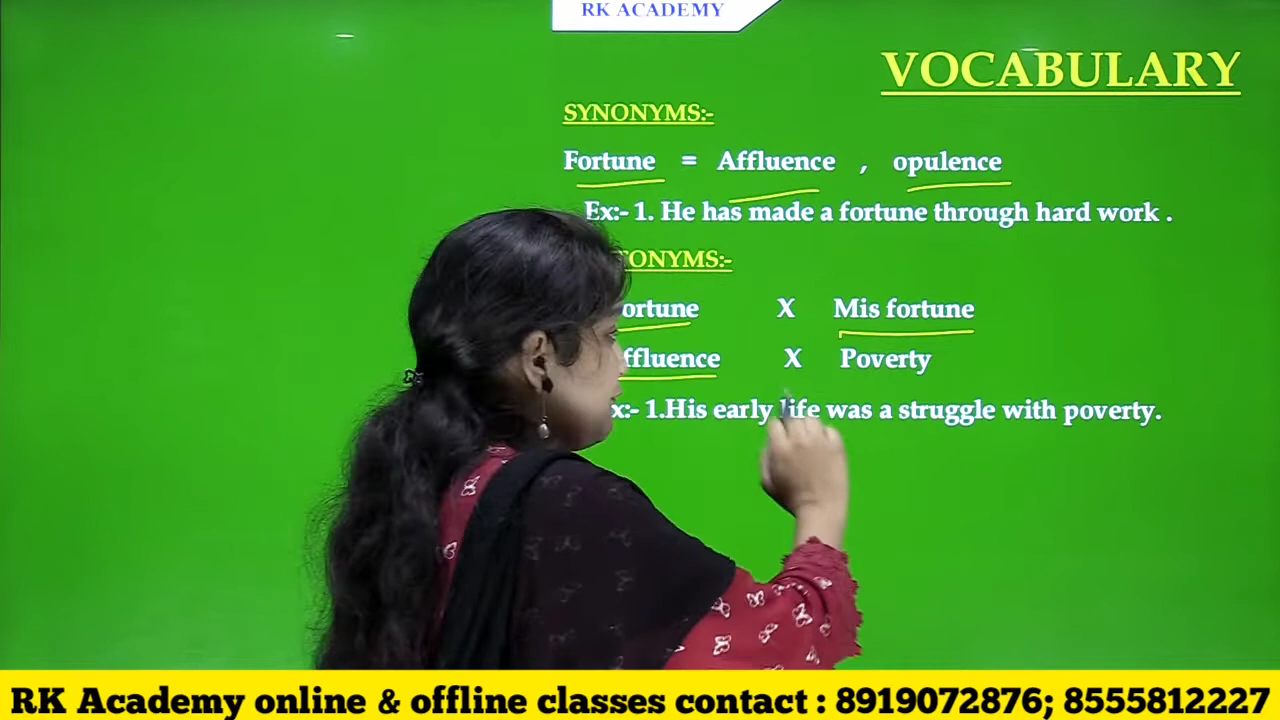 RK ACADEMY
VOCABULARY
SYNONYMS:-
Fortune = Affluence , opulence
Ex:- 1. He has made a fortune through hard work .
TONYMS:-
ortune X Mis fortune
ffluence X Poverty
x:- 1.His early life was a struggle with poverty.
RK Academy online & offline classes contact : 8919072876; 8555812227